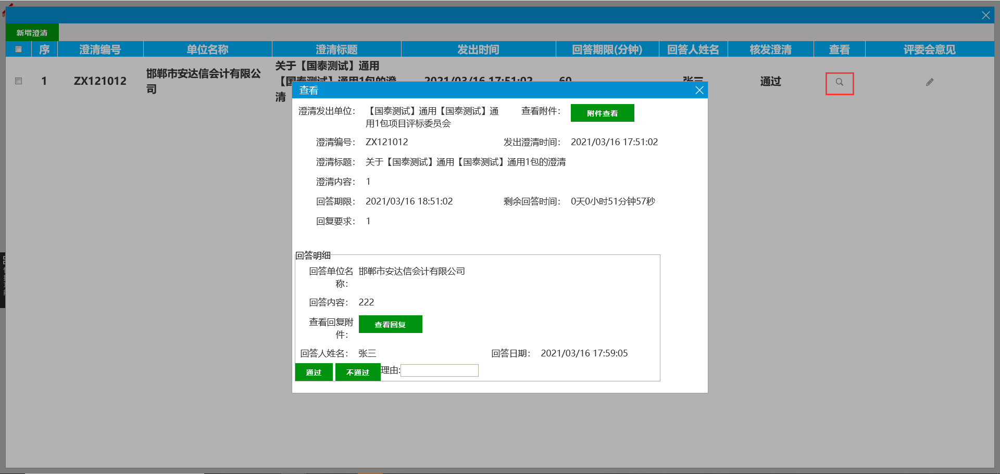 新增澄清
序 澄清编号 单位名称 澄清标题 发出时间 回答期限(分钟) 回答人姓名 核发澄清 查看 评委会意见
1 ZX121012 邯郸市安达信会计有限公
司 关于【国泰测试】通用
【国泰测试】通用1包的澄
清 2021/03/16 17:51:02 60 张三 通过
查看
澄清发出单位： 【国泰测试】通用【国泰测试】通
用1包项目评标委员会 查看附件： 附件查看
澄清编号： ZX121012 发出澄清时间： 2021/03/16 17:51:02
澄清标题： 关于【国泰测试】通用【国泰测试】通用1包的澄清
澄清内容： 1
回答期限： 2021/03/16 18:51:02 剩余回答时间： 0天0小时51分钟57秒
回复要求： 1
回答明细
回答单位名
称： 邯郸市安达信会计有限公司
回答内容： 222
查看回复附
件： 查看回复
回答人姓名： 张三 回答日期： 2021/03/16 17:59:05
通过 不通过 理由: